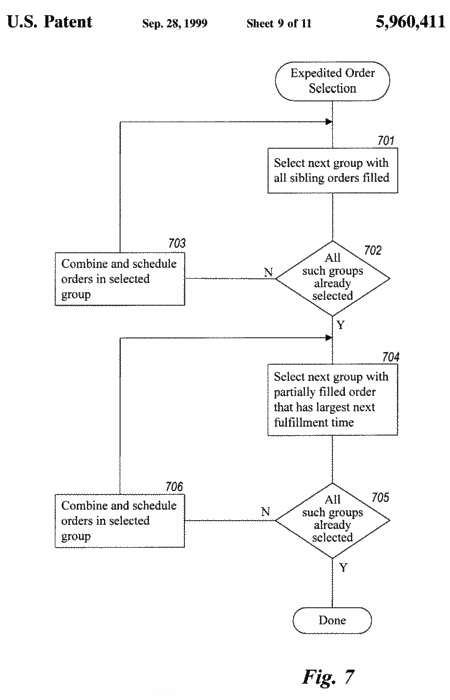 U.S. Patent Sep. 28, 1999 Sheet 9 of 11 5,960,411
Expedited Order
Selection
701
Select next group with
all sibling orders filled
702
All
such groups
already
selected
N
Y
703
Combine and schedule
orders in selected
group
704
Select next group with
partially filled order
that has largest next
fulfillment time
705
All
such groups
already
selected
N
Y
706
Combine and schedule
orders in selected
group
Done
Fig. 7